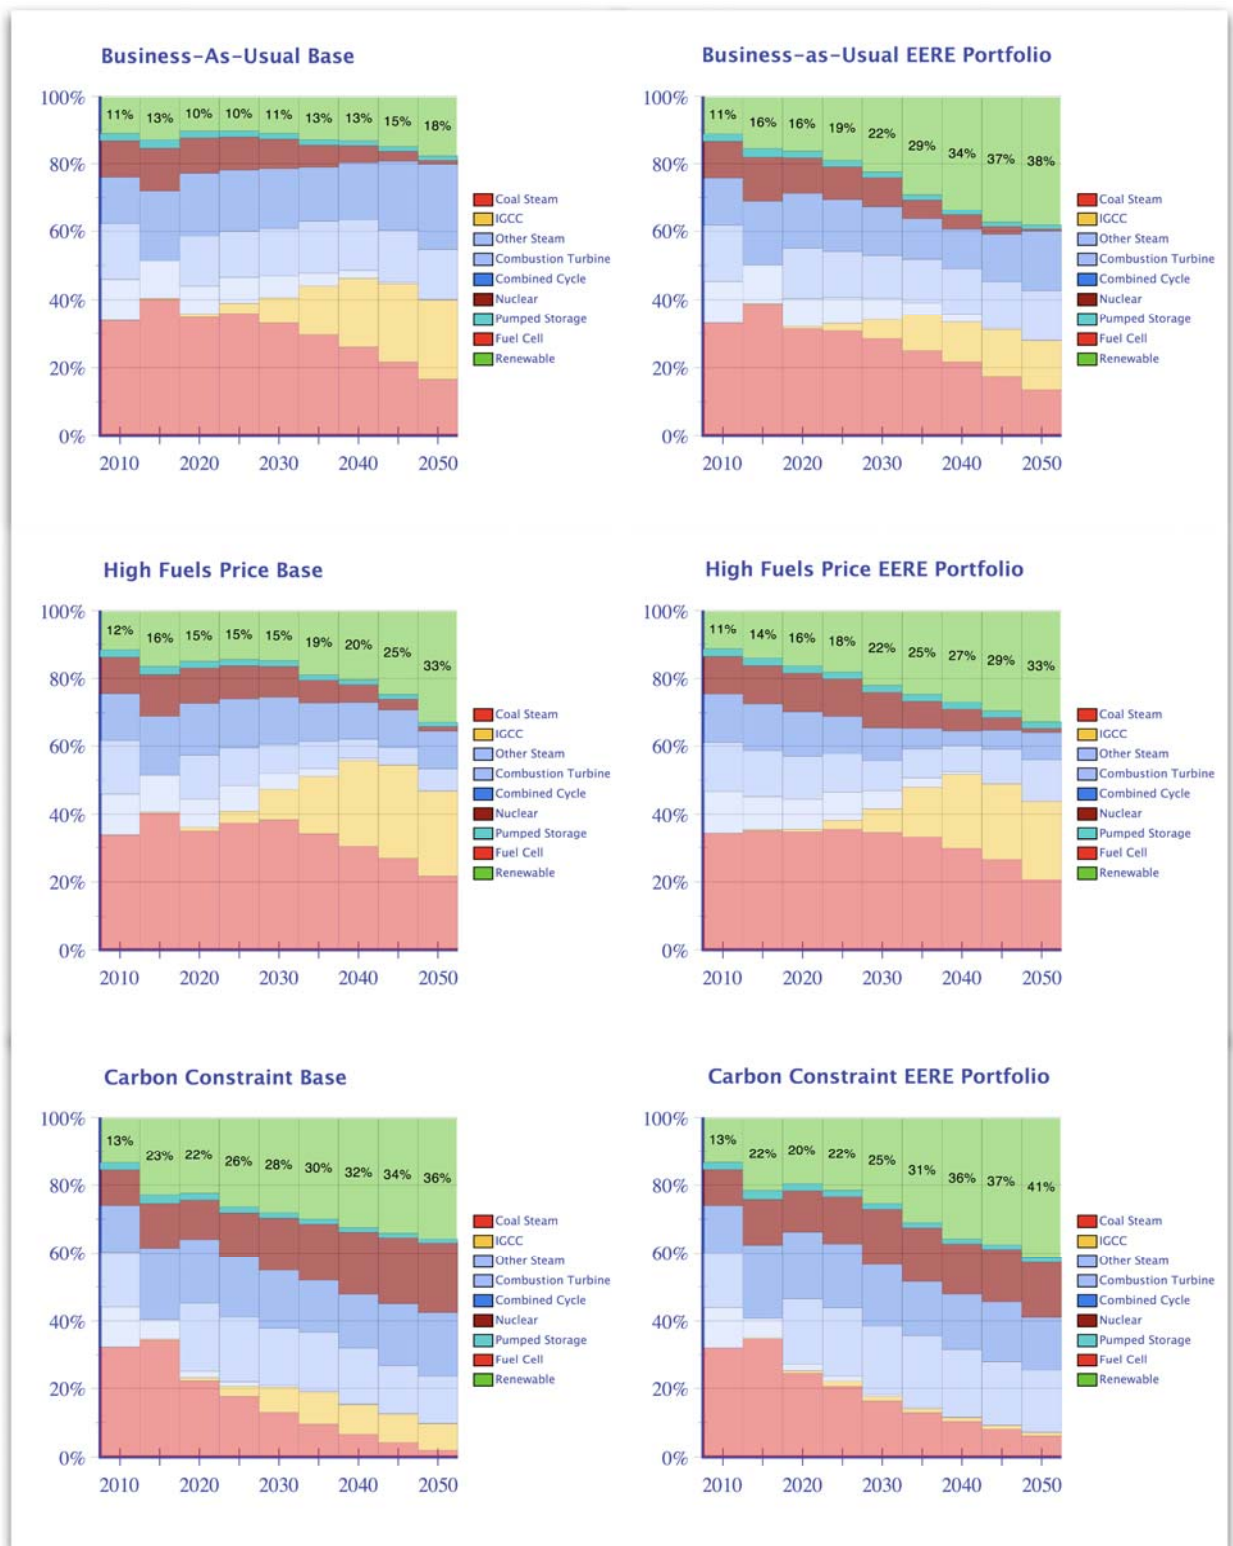 Business-As-Usual Base
100%
80%
60%
40%
20%
0%
11% 13% 10% 10% 11% 13% 13% 15% 18%
2010 2020 2030 2040 2050
Coal Steam
IGCC
Other Steam
Combustion Turbine
Combined Cycle
Nuclear
Pumped Storage
Fuel Cell
Renewable
Business-as-Usual EERE Portfolio
100%
80%
60%
40%
20%
0%
11% 16% 16% 19% 22% 29% 34% 37% 38%
2010 2020 2030 2040 2050
Coal Steam
IGCC
Other Steam
Combustion Turbine
Combined Cycle
Nuclear
Pumped Storage
Fuel Cell
Renewable
High Fuels Price Base
100%
80%
60%
40%
20%
0%
12% 16% 15% 15% 15% 19% 20% 25% 33%
2010 2020 2030 2040 2050
Coal Steam
IGCC
Other Steam
Combustion Turbine
Combined Cycle
Nuclear
Pumped Storage
Fuel Cell
Renewable
High Fuels Price EERE Portfolio
100%
80%
60%
40%
20%
0%
11% 14% 16% 18% 22% 25% 27% 29% 33%
2010 2020 2030 2040 2050
Coal Steam
IGCC
Other Steam
Combustion Turbine
Combined Cycle
Nuclear
Pumped Storage
Fuel Cell
Renewable
Carbon Constraint Base
100%
80%
60%
40%
20%
0%
13% 23% 22% 26% 28% 30% 32% 34% 36%
2010 2020 2030 2040 2050
Coal Steam
IGCC
Other Steam
Combustion Turbine
Combined Cycle
Nuclear
Pumped Storage
Fuel Cell
Renewable
Carbon Constraint EERE Portfolio
100%
80%
60%
40%
20%
0%
13% 22% 20% 22% 25% 31% 36% 37% 41%
2010 2020 2030 2040 2050
Coal Steam
IGCC
Other Steam
Combustion Turbine
Combined Cycle
Nuclear
Pumped Storage
Fuel Cell
Renewable